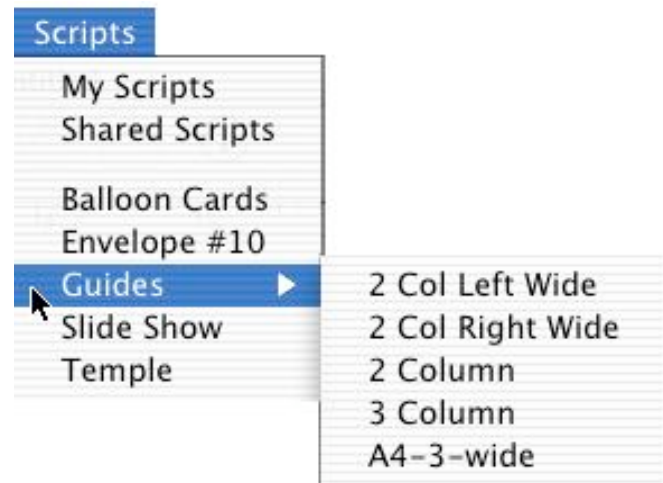 Scripts
My Scripts
Shared Scripts
Balloon Cards
Envelope #10
Guides
Slide Show
Temple
2 Col Left Wide
2 Col Right Wide
2 Column
3 Column
A4-3-wide